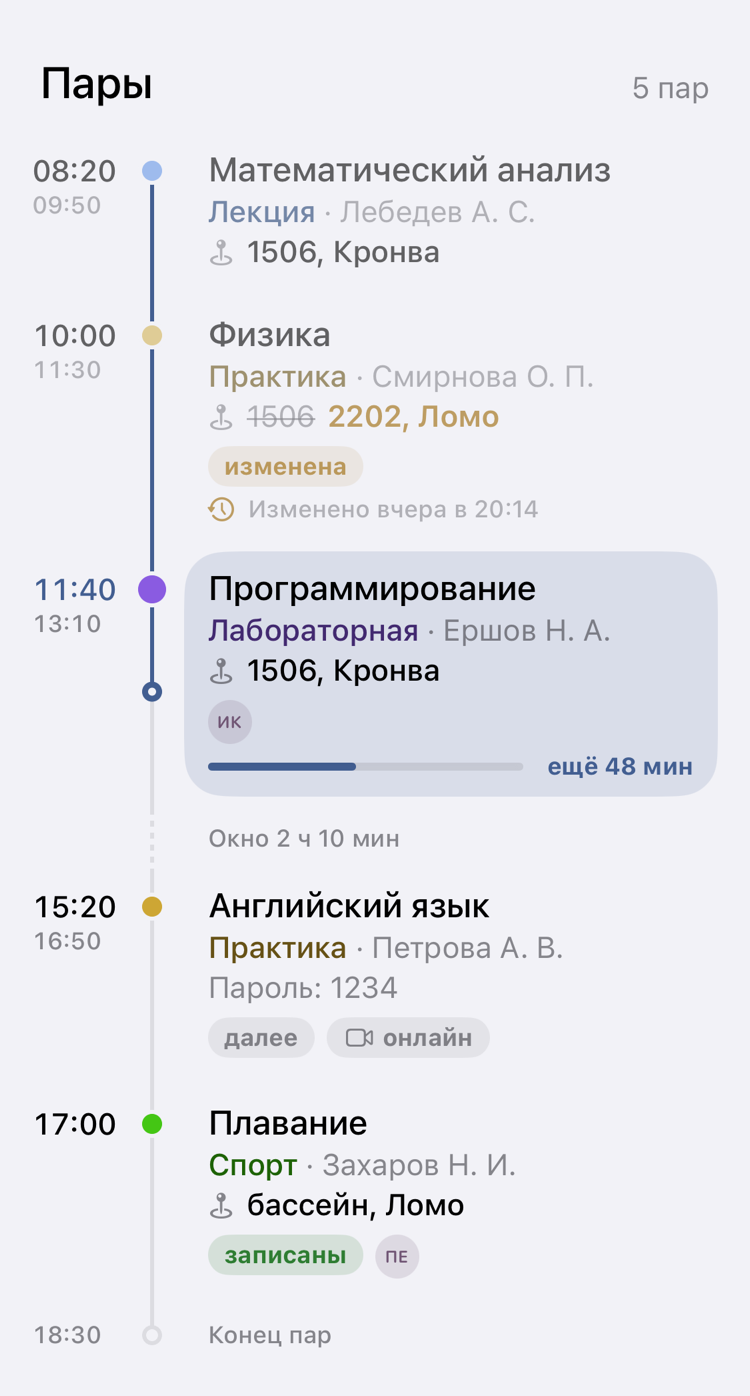 Пары
5 пар
08:20
09:50
Математический анализ
Лекция · Лебедев А. С.
1506, Кронва
10:00
11:30
Физика
Практика · Смирнова О. П.
1506 2202, Ломо
изменена
Изменено вчера в 20:14
11:40
13:10
Программирование
Лабораторная · Ершов Н. А.
1506, Кронва
ИК
ещё 48 мин
Окно 2 ч 10 мин
15:20
16:50
Английский язык
Практика · Петрова А. В.
Пароль: 1234
далее онлайн
17:00
Плавание
Спорт · Захаров Н. И.
бассейн, Ломо
записаны ПЕ
18:30
Конец пар